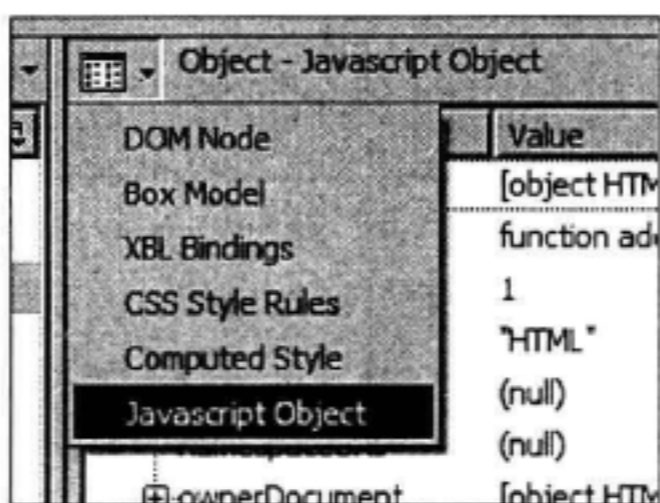 Object - Javascript Object
DOM Node
Value
Box Model
[object HTM
XBL Bindings
function add
CSS Style Rules
1
"HTML"
Computed Style
(null)
Javascript Object
(null)
ownerDocument
[object HTM